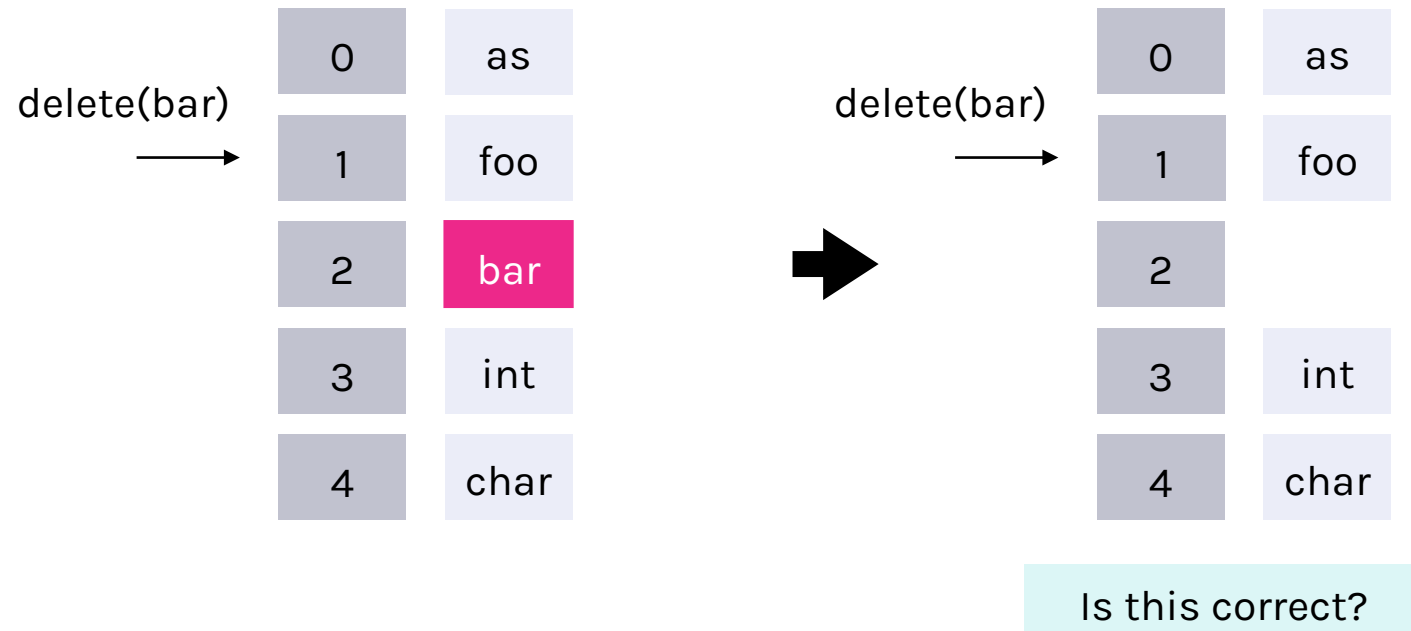 0 as
delete(bar)
1 foo
2 bar
3 int
4 char
0 as
delete(bar)
1 foo
2
3 int
4 char
Is this correct?